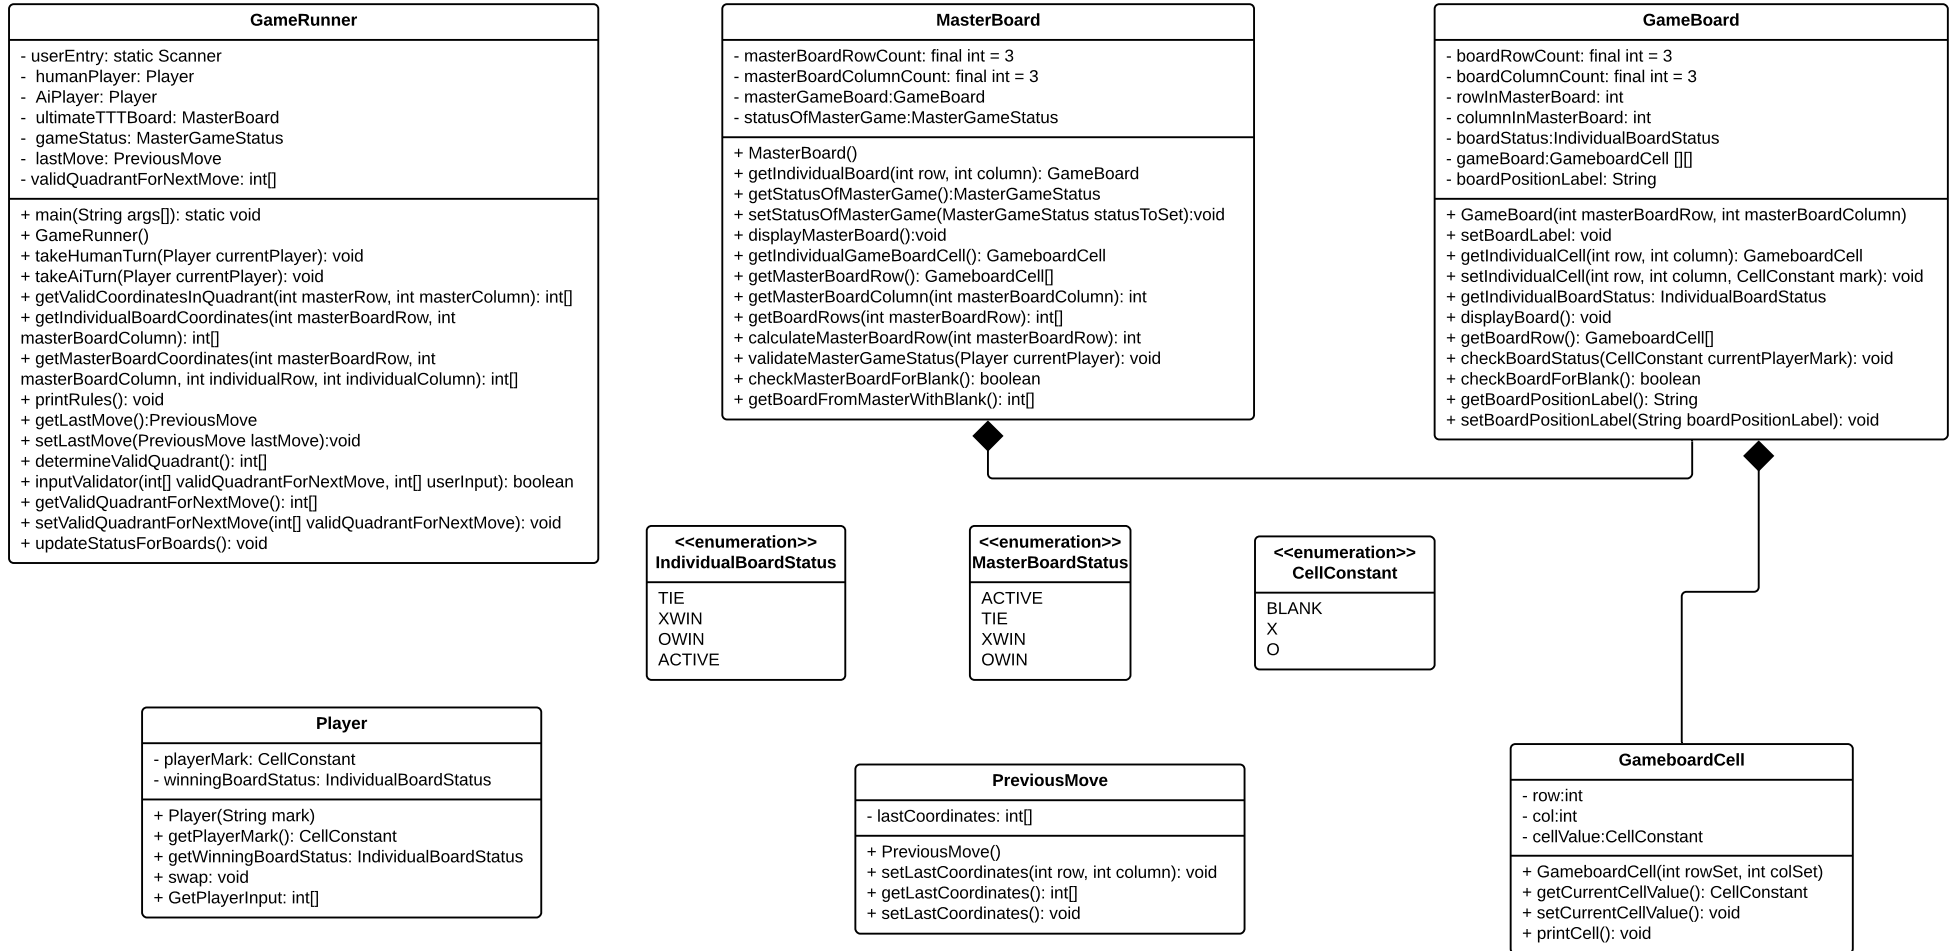 GameRunner
- userEntry: static Scanner
- humanPlayer: Player
- AiPlayer: Player
- ultimateTTTBoard: MasterBoard
- gameStatus: MasterGameStatus
- lastMove: PreviousMove
- validQuadrantForNextMove: int[]
+ main(String args[]): static void
+ GameRunner()
+ takeHumanTurn(Player currentPlayer): void
+ takeAiTurn(Player currentPlayer): void
+ getValidCoordinatesInQuadrant(int masterRow, int masterColumn): int[]
+ getIndividualBoardCoordinates(int masterBoardRow, int
masterBoardColumn): int[]
+ getMasterBoardCoordinates(int masterBoardRow, int
masterBoardColumn, int individualRow, int individualColumn): int[]
+ printRules(): void
+ getLastMove():PreviousMove
+ setLastMove(PreviousMove lastMove):void
+ determineValidQuadrant(): int[]
+ inputValidator(int[] validQuadrantForNextMove, int[] userInput): boolean
+ getValidQuadrantForNextMove(): int[]
+ setValidQuadrantForNextMove(int[] validQuadrantForNextMove): void
+ updateStatusForBoards(): void
MasterBoard
- masterBoardRowCount: final int = 3
- masterBoardColumnCount: final int = 3
- masterGameBoard:GameBoard
- statusOfMasterGame:MasterGameStatus
+ MasterBoard()
+ getIndividualBoard(int row, int column): GameBoard
+ getStatusOfMasterGame():MasterGameStatus
+ setStatusOfMasterGame(MasterGameStatus statusToSet):void
+ displayMasterBoard():void
+ getIndividualGameBoardCell(): GameboardCell
+ getMasterBoardRow(): GameboardCell[]
+ getMasterBoardColumn(int masterBoardColumn): int
+ getBoardRows(int masterBoardRow): int[]
+ calculateMasterBoardRow(int masterBoardRow): int
+ validateMasterGameStatus(Player currentPlayer): void
+ checkMasterBoardForBlank(): boolean
+ getBoardFromMasterWithBlank(): int[]
GameBoard
- boardRowCount: final int = 3
- boardColumnCount: final int = 3
- rowInMasterBoard: int
- columnInMasterBoard: int
- boardStatus:IndividualBoardStatus
- gameBoard:GameboardCell [][]
- boardPositionLabel: String
+ GameBoard(int masterBoardRow, int masterBoardColumn)
+ setBoardLabel: void
+ getIndividualCell(int row, int column): GameboardCell
+ setIndividualCell(int row, int column, CellConstant mark): void
+ getIndividualBoardStatus: IndividualBoardStatus
+ displayBoard(): void
+ getBoardRow(): GameboardCell[]
+ checkBoardStatus(CellConstant currentPlayerMark): void
+ checkBoardForBlank(): boolean
+ getBoardPositionLabel(): String
+ setBoardPositionLabel(String boardPositionLabel): void
<<enumeration>>
IndividualBoardStatus
TIE
XWIN
OWIN
ACTIVE
<<enumeration>>
MasterBoardStatus
ACTIVE
TIE
XWIN
OWIN
<<enumeration>>
CellConstant
BLANK
X
O
Player
- playerMark: CellConstant
- winningBoardStatus: IndividualBoardStatus
+ Player(String mark)
+ getPlayerMark(): CellConstant
+ getWinningBoardStatus: IndividualBoardStatus
+ swap: void
+ GetPlayerInput: int[]
PreviousMove
- lastCoordinates: int[]
+ PreviousMove()
+ setLastCoordinates(int row, int column): void
+ getLastCoordinates(): int[]
+ setLastCoordinates(): void
GameboardCell
- row:int
- col:int
- cellValue:CellConstant
+ GameboardCell(int rowSet, int colSet)
+ getCurrentCellValue(): CellConstant
+ setCurrentCellValue(): void
+ printCell(): void